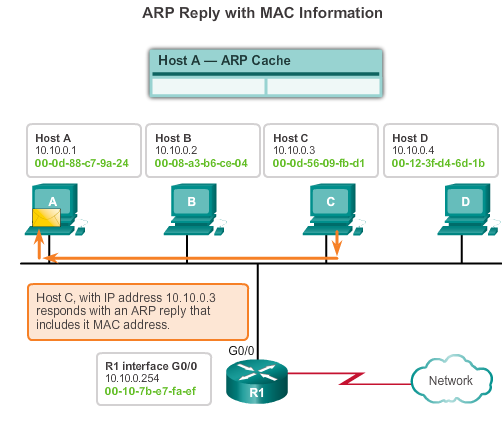 ARP Reply with MAC Information
Host A — ARP Cache
Host A
10.10.0.1
00-0d-88-c7-9a-24
Host B
10.10.0.2
00-08-a3-b6-ce-04
Host C
10.10.0.3
00-0d-56-09-fb-d1
Host D
10.10.0.4
00-12-3f-d4-6d-1b
A
B
C
D
Host C, with IP address 10.10.0.3
responds with an ARP reply that
includes it MAC address.
G0/0
R1 interface G0/0
10.10.0.254
00-10-7b-e7-fa-ef
R1
Network